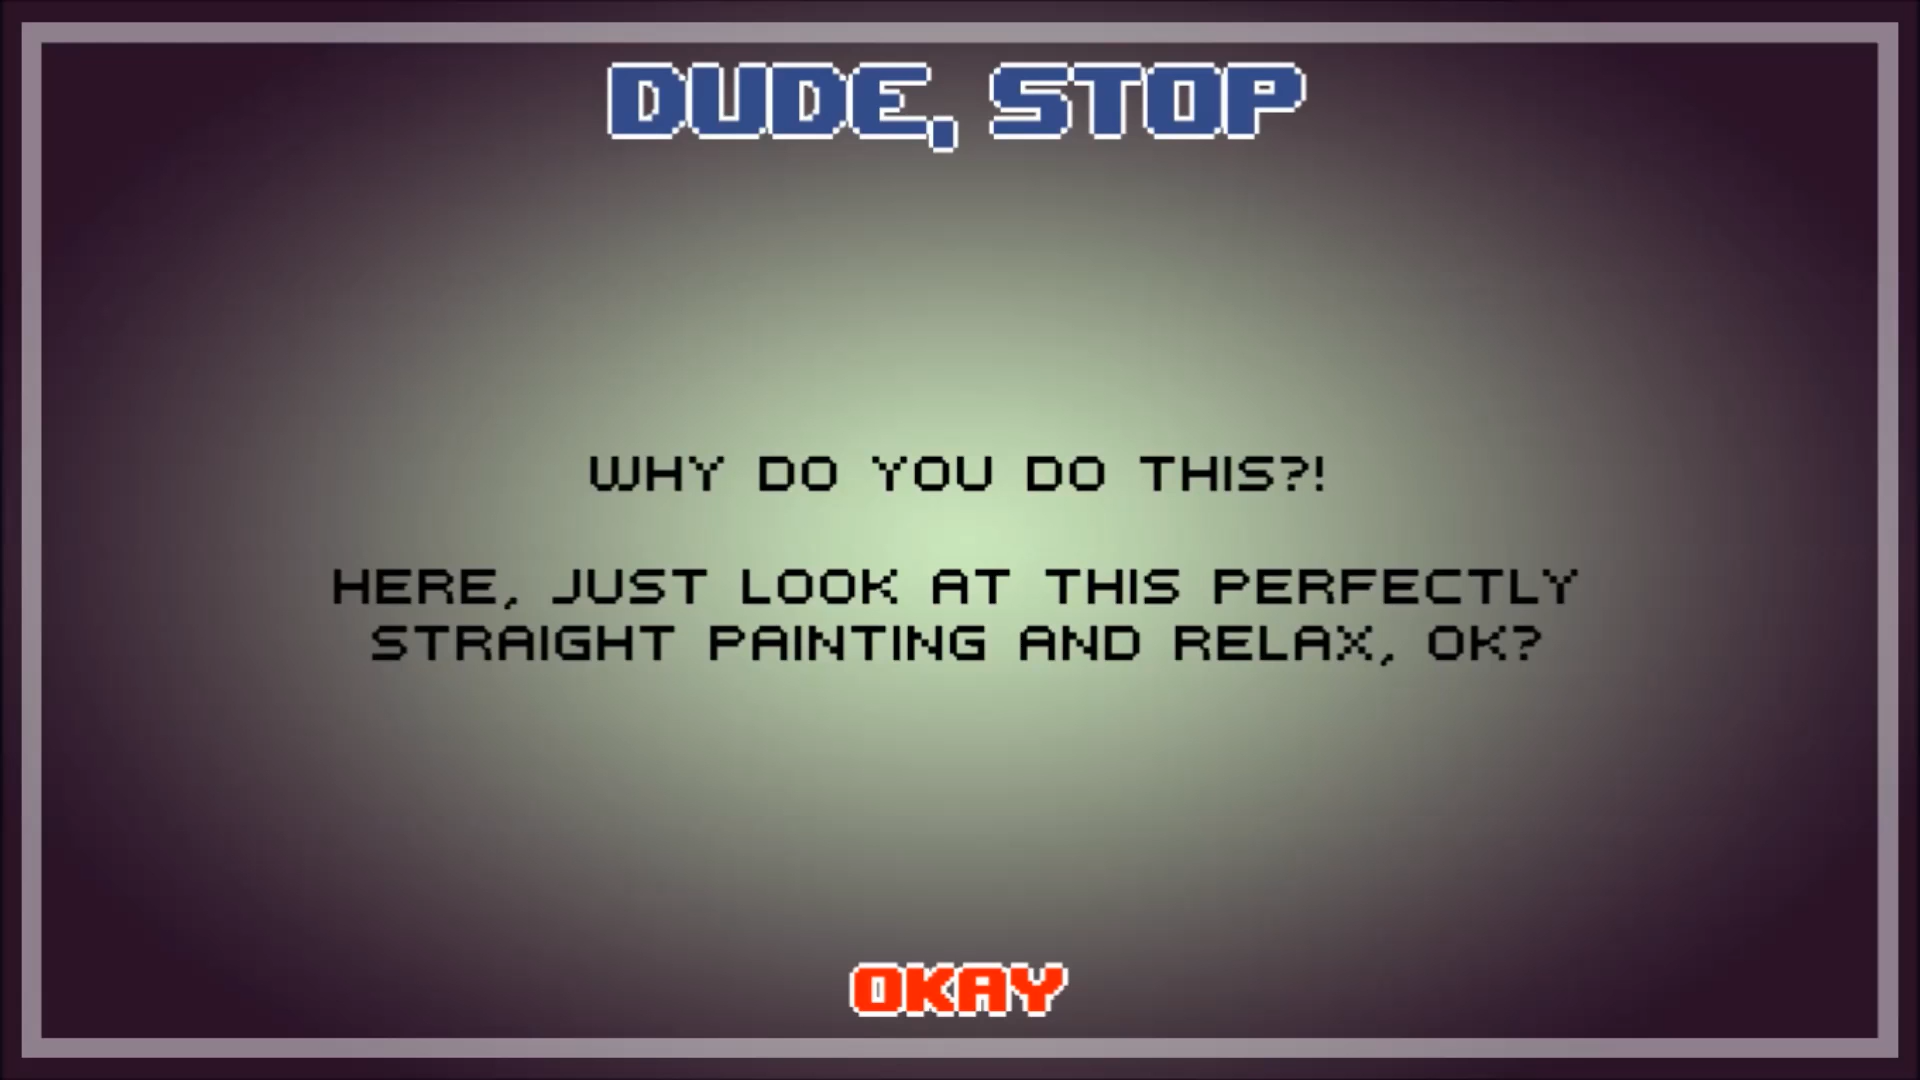 DUDE, STOP
WHY DO YOU DO THIS?!
HERE, JUST LOOK AT THIS PERFECTLY
STRAIGHT PAINTING AND RELAX, OK?
OKAY